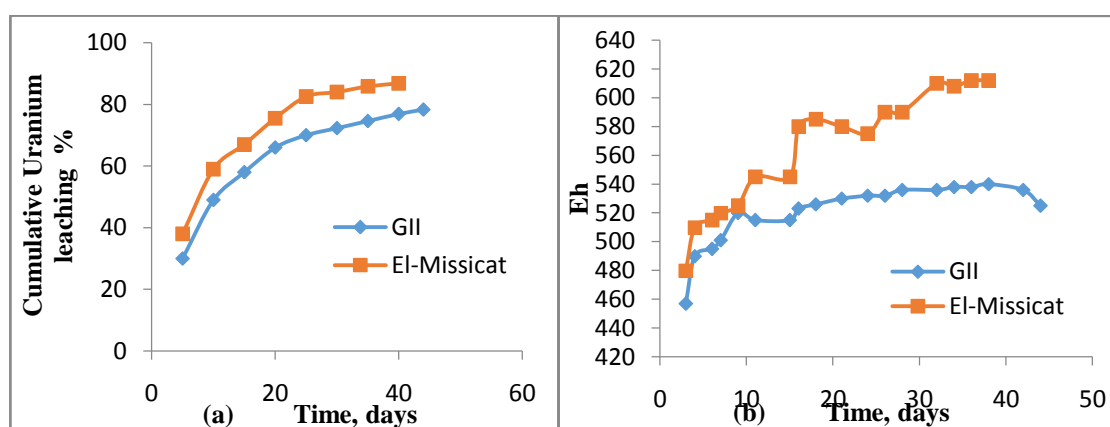 100
80
60
40
20
0
Cumulative Uranium
leaching %
GII
El-Missicat
0
20
40
60
(a)
Time, days
640
620
600
580
560
540
520
500
480
460
440
420
Eh
GII
El-Missicat
0
10
20
30
40
50
(b)
Time, days